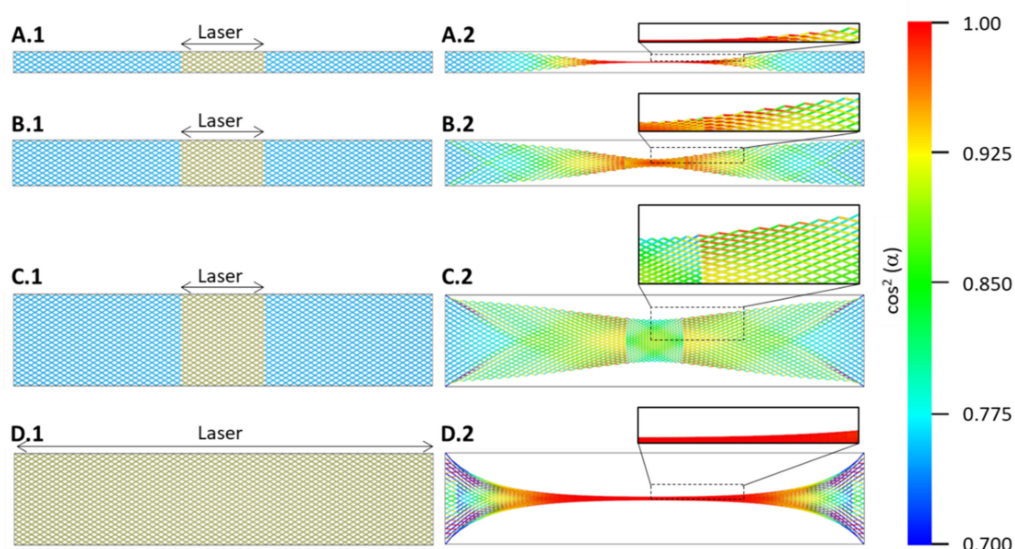 A.1
Laser
A.2
B.1
Laser
B.2
C.1
Laser
C.2
D.1
Laser
D.2
1.00
0.925
0.850
0.775
0.700
cos² (α)